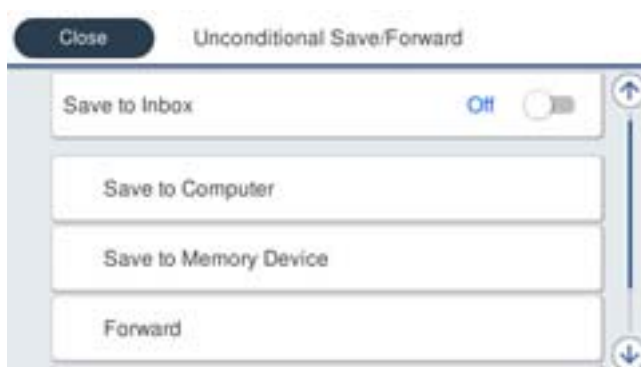 Close Unconditional Save/Forward
Save to Inbox Off
Save to Computer
Save to Memory Device
Forward